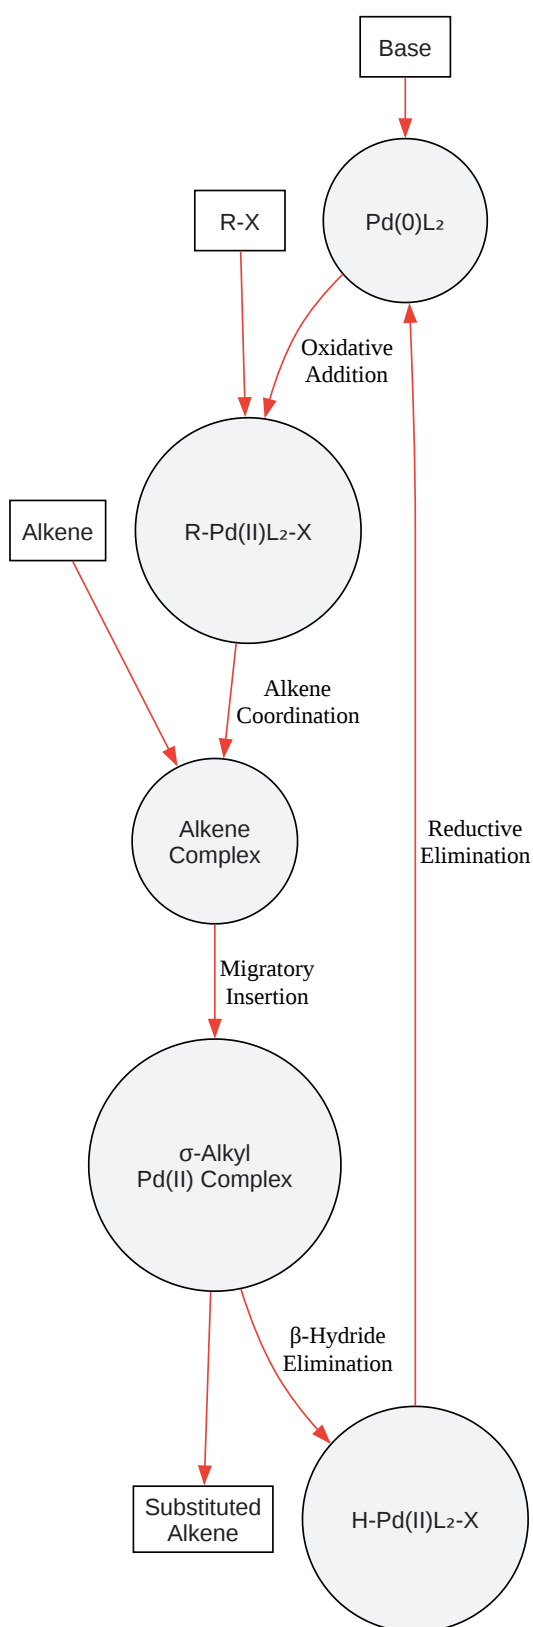 Base
R-X
Pd(0)L₂
Oxidative
Addition
Alkene
R-Pd(II)L₂-X
Alkene
Coordination
Alkene
Complex
Reductive
Elimination
Migratory
Insertion
σ-Alkyl
Pd(II) Complex
β-Hydride
Elimination
Substituted
Alkene
H-Pd(II)L₂-X